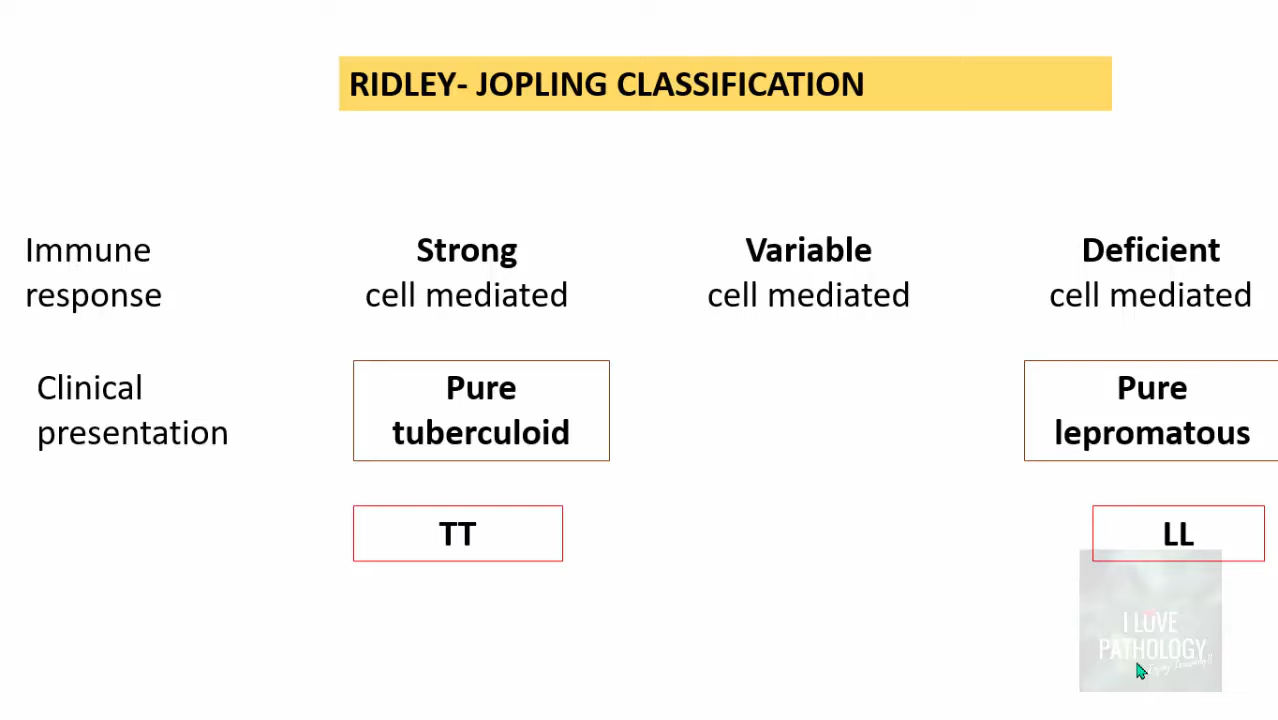 RIDLEY- JOPLING CLASSIFICATION
Immune
response
Strong
cell mediated
Variable
cell mediated
Deficient
cell mediated
Clinical
presentation
Pure
tuberculoid
Pure
lepromatous
TT
LL
I LOVE
PATHOLOGY